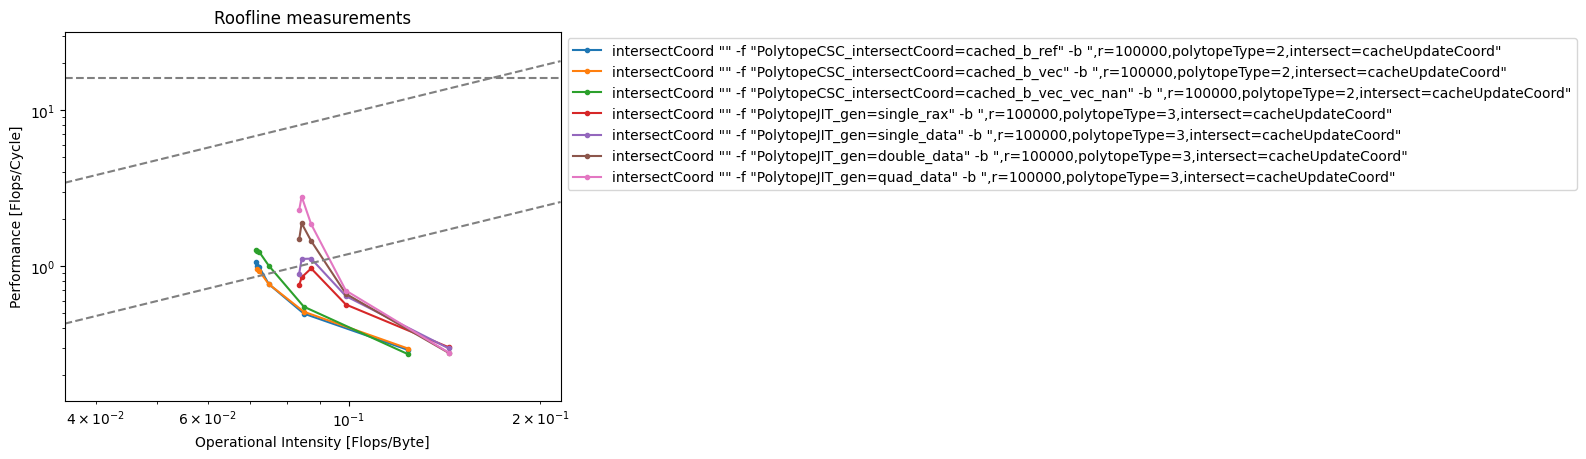 Roofline measurements
Performance [Flops/Cycle]
10^1
10^0
4 × 10^-2
6 × 10^-2
10^-1
2 × 10^-1
Operational Intensity [Flops/Byte]
intersectCoord "" -f "PolytopeCSC_intersectCoord=cached_b_ref" -b ",r=100000,polytopeType=2,intersect=cacheUpdateCoord"
intersectCoord "" -f "PolytopeCSC_intersectCoord=cached_b_vec" -b ",r=100000,polytopeType=2,intersect=cacheUpdateCoord"
intersectCoord "" -f "PolytopeCSC_intersectCoord=cached_b_vec_vec_nan" -b ",r=100000,polytopeType=2,intersect=cacheUpdateCoord"
intersectCoord "" -f "PolytopeJIT_gen=single_rax" -b ",r=100000,polytopeType=3,intersect=cacheUpdateCoord"
intersectCoord "" -f "PolytopeJIT_gen=single_data" -b ",r=100000,polytopeType=3,intersect=cacheUpdateCoord"
intersectCoord "" -f "PolytopeJIT_gen=double_data" -b ",r=100000,polytopeType=3,intersect=cacheUpdateCoord"
intersectCoord "" -f "PolytopeJIT_gen=quad_data" -b ",r=100000,polytopeType=3,intersect=cacheUpdateCoord"